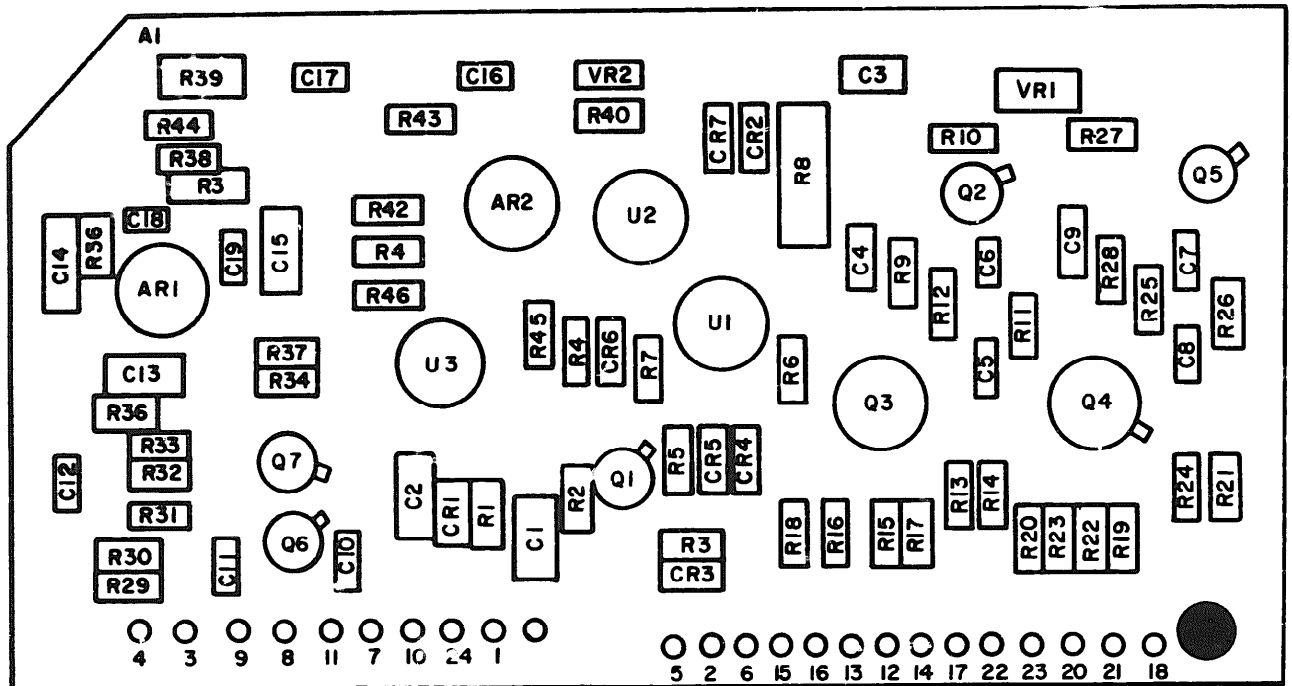 A1
R39
C17
C16
VR2
C3
VR1
R44
R43
R40
CR7
CR2
R8
R10
R27
R38
R3
Q2
Q5
C18
R42
AR2
U2
C14
R36
C19
C15
R4
C4
R9
C6
C9
R28
C7
AR1
R46
R12
R25
R26
R45
R4
CR6
R7
U1
R6
R11
C5
C8
R37
R34
U3
C13
R36
Q3
Q4
R33
R32
C12
Q7
C2
CR1
R1
R2
Q1
R5
CR5
CR4
R13
R14
R24
R21
R31
Q6
C10
C1
R18
R16
R15
R17
R20
R23
R22
R19
R30
R29
C11
R3
CR3
4 3 9 8 11 7 10 24 1
5 2 6 15 16 13 12 14 17 22 23 20 21 18